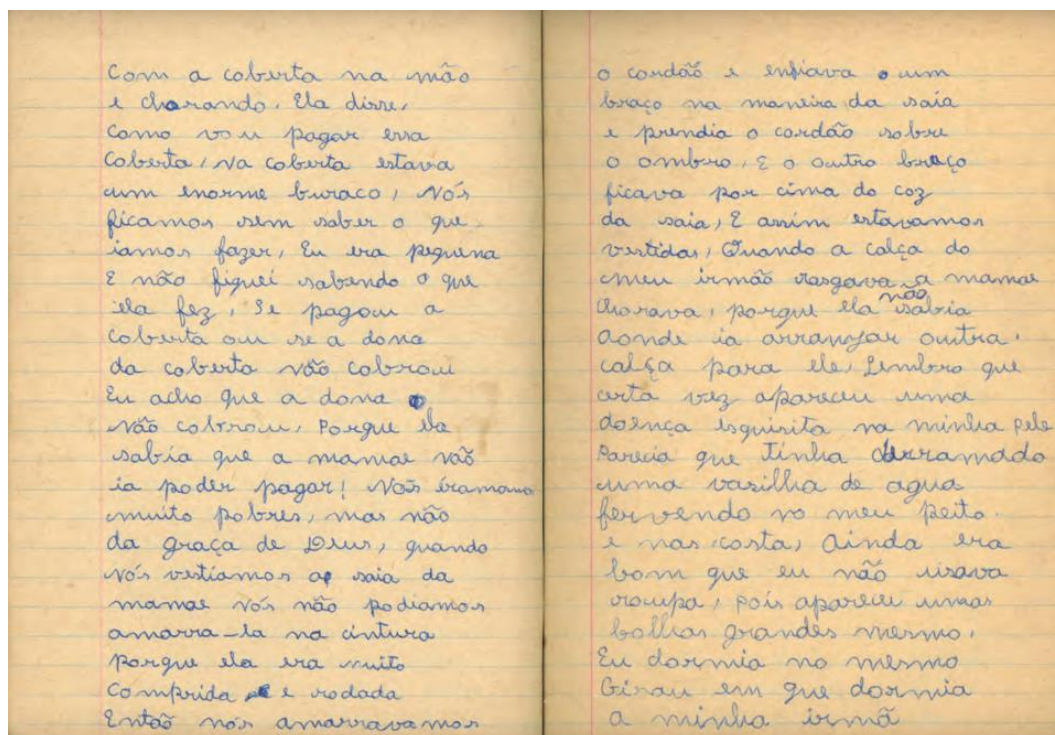 Com a coberta na mão
e chorando. Ela disse,
como vou pagar essa
coberta, na coberta estava
um enorme buraco, Nós
ficamos sem saber o que
iamos fazer, Eu era pequena
E não fiquei sabendo o que
ela fez, Se pagou a
coberta ou se a dona
da coberta não cobrou
Eu acho que a dona
não cobrou, Porque ela
sabia que a mamae não
ia poder pagar! Nós éramoms
muito pobres, mas não
da graça de Deus, quando
nós vestíamos a saia da
mamae nós não podiamos
amarra-la na cintura
porque ela era muito
Comprida e rodada
Então nós amarravamos
o cordão e enfiava o um
braço na maneira da saia
e prendia o cordão sobre
o ombro, E o outro braço
ficava por cima do coz
da saia, E assim estavamos
vestidas, Quando a calça do
meu irmão rasgava a mamae
chorava, porque ela não sabia
aonde ia arranjar outra
calça para ele, Lembro que
certa vez apareceu uma
doença isquisita na minha pele
Parecia que tinha derramado
uma vasilha de agua
fervendo no meu peito
e nas costa, Ainda era
bom que eu não usava
roupa, pois apareceu umas
bolhas grandes mesmo.
Eu dormia no mesmo
Girau em que dormia
a minha irmã